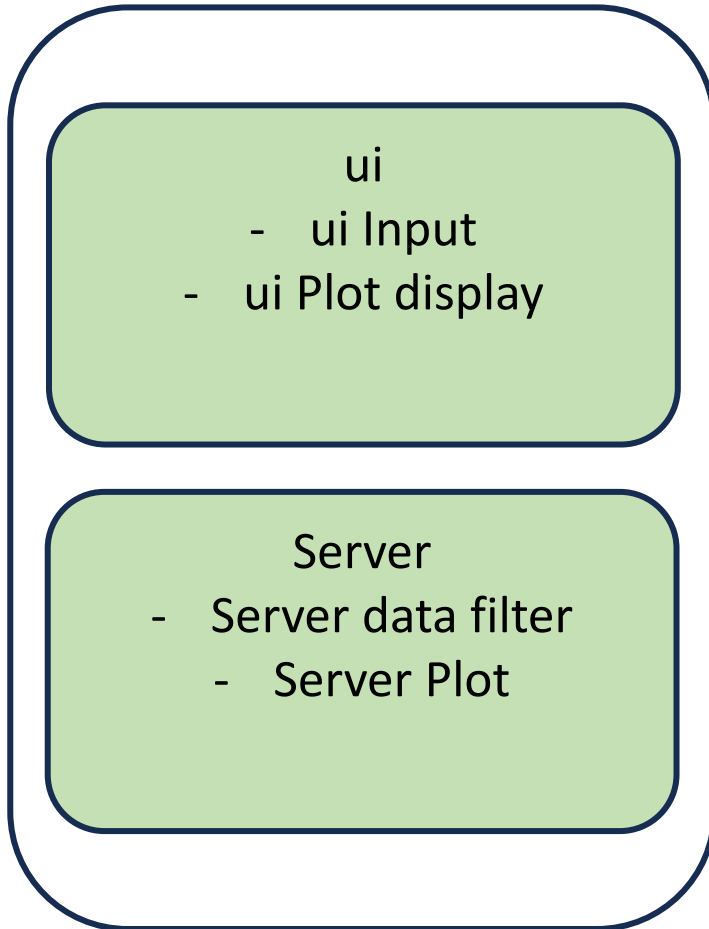 ui
- ui Input
- ui Plot display
Server
- Server data filter
- Server Plot